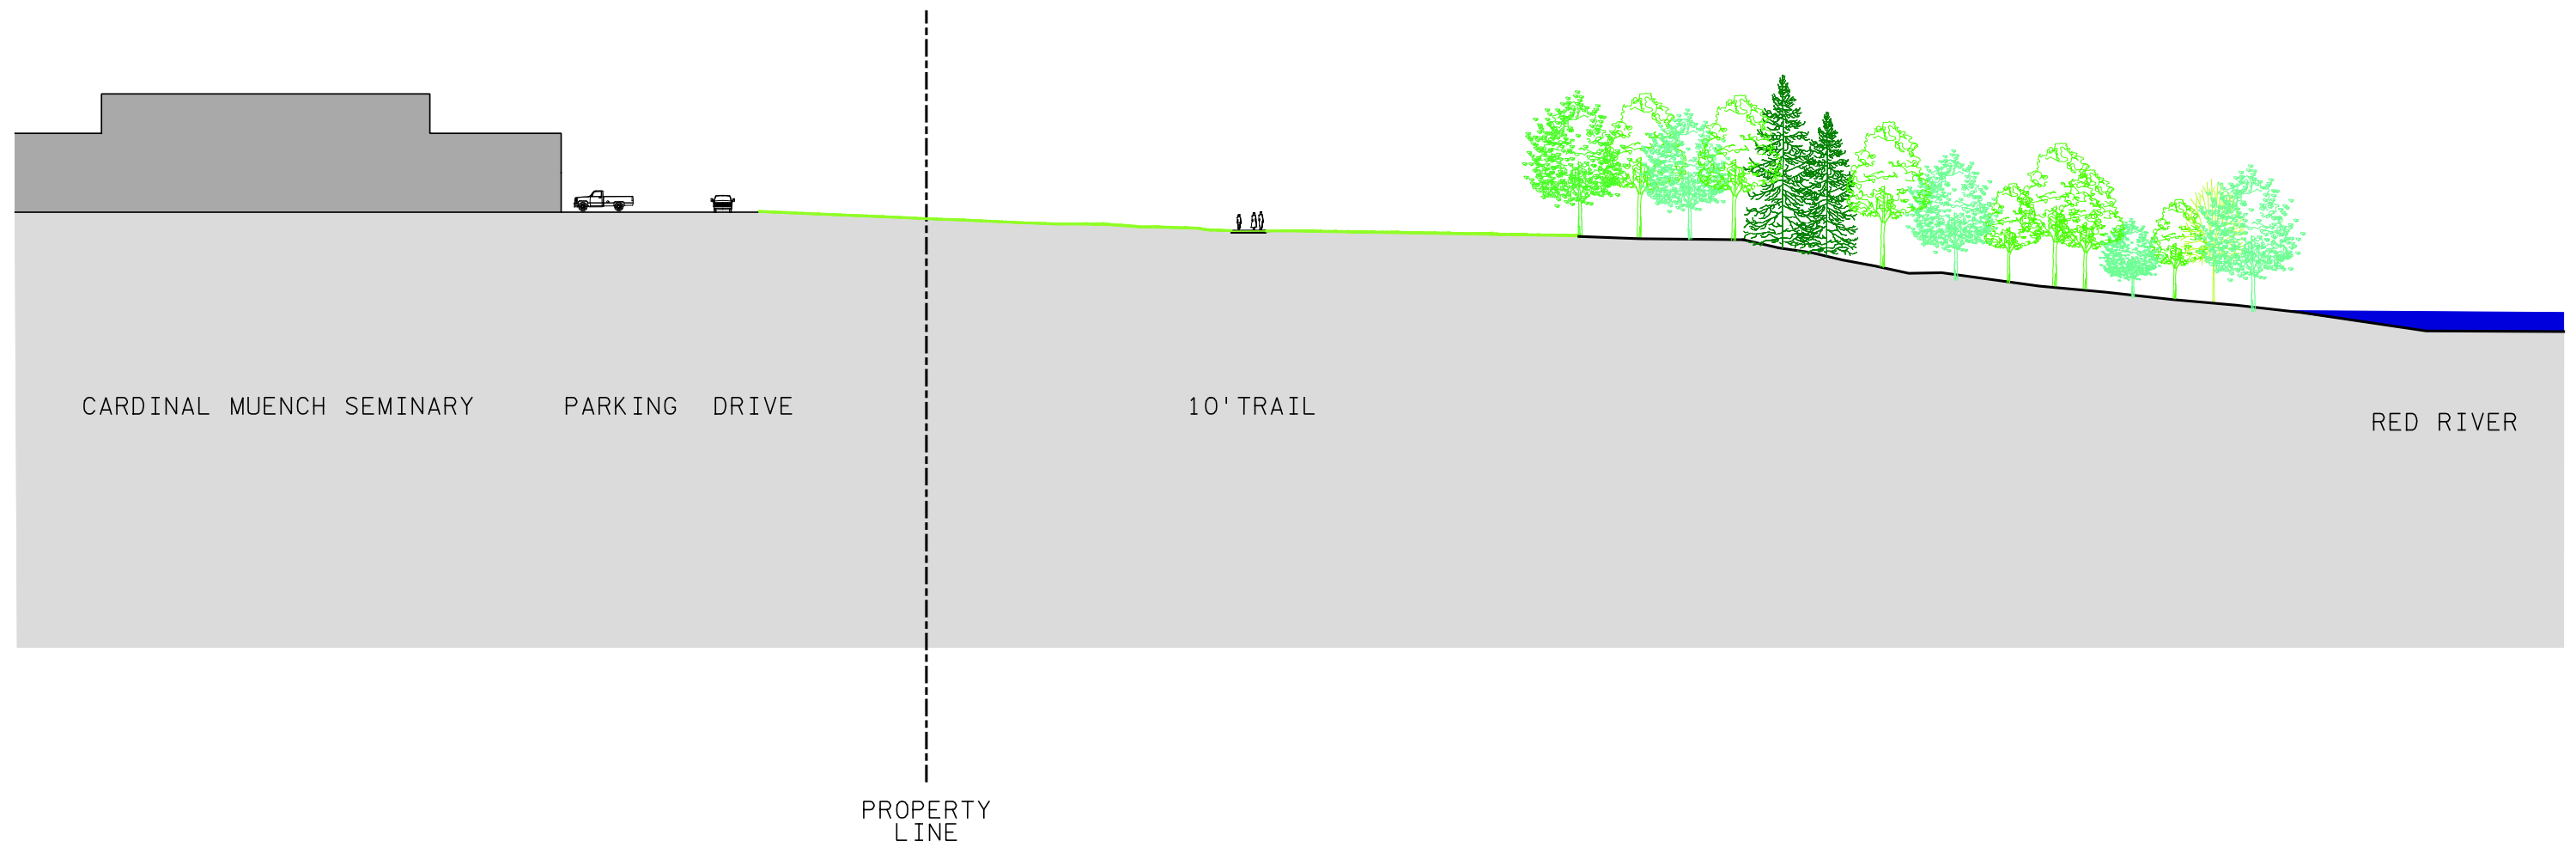 CARDINAL MUENCH SEMINARY
PARKING
DRIVE
10' TRAIL
RED RIVER
PROPERTY
LINE